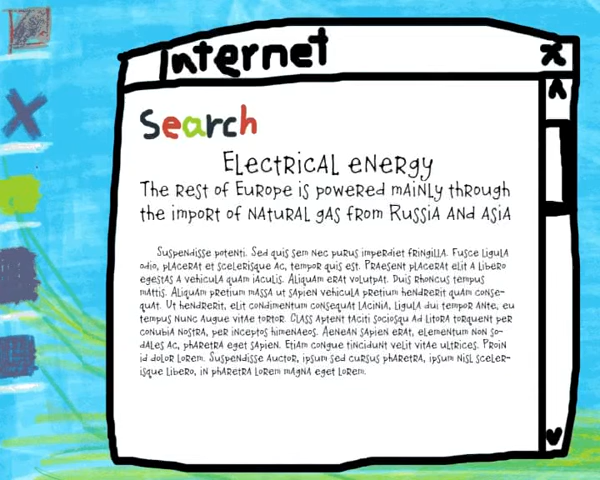 Internet
X
Search
Electrical energy
The rest of Europe is powered mainly through
the import of natural gas from Russia and Asia
Suspendisse potenti. Sed quis sem nec purus imperdiet fringilla. Fusce ligula
odio, placerat et scelerisque ac, tempor quis est. Praesent placerat elit a libero
egestas a vehicula quam iaculis. Aliquam erat volutpat. Duis rhoncus tempus
mattis. Aliquam pretium massa ut sapien vehicula pretium hendrerit quam conse-
quat. Ut hendrerit, elit condimentum consequat lacinia, ligula dui tempor ante, eu
tempus nunc augue vitae tortor. Class aptent taciti sociosqu ad litora torquent per
conubia nostra, per inceptos himenaeos. Aenean sapien erat, elementum non so-
dales ac, pharetra eget sapien. Etiam congue tincidunt velit vitae ultrices. Proin
id dolor lorem. Suspendisse auctor, ipsum sed cursus pharetra, ipsum nisl sceler-
isque libero, in pharetra lorem magna eget lorem.